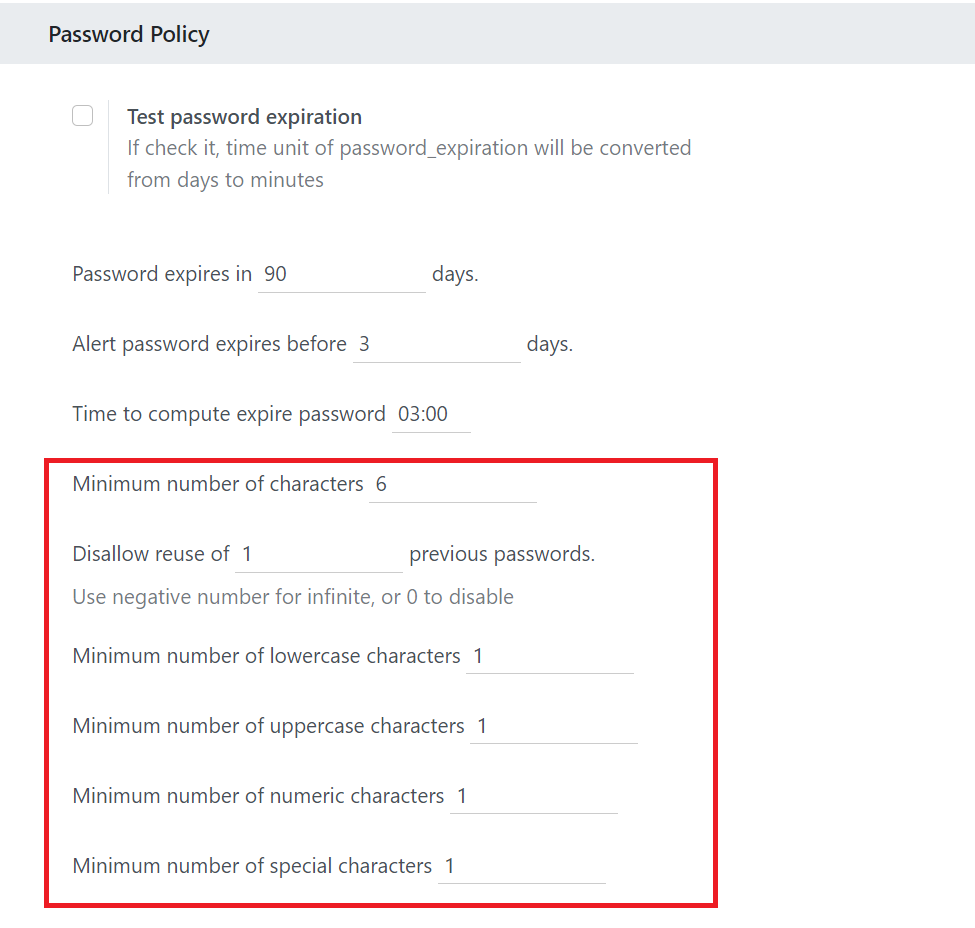 Password Policy
Test password expiration
If check it, time unit of password_expiration will be converted
from days to minutes
Password expires in 90 days.
Alert password expires before 3 days.
Time to compute expire password 03:00
Minimum number of characters 6
Disallow reuse of 1 previous passwords.
Use negative number for infinite, or 0 to disable
Minimum number of lowercase characters 1
Minimum number of uppercase characters 1
Minimum number of numeric characters 1
Minimum number of special characters 1